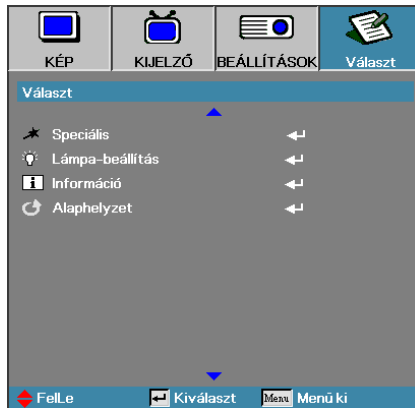 KÉP KIJELZŐ BEÁLLÍTÁSOK Választ
Választ
Speciális
Lámpa-beállítás
Információ
Alaphelyzet
FelLe Kiválaszt Menu Menü ki